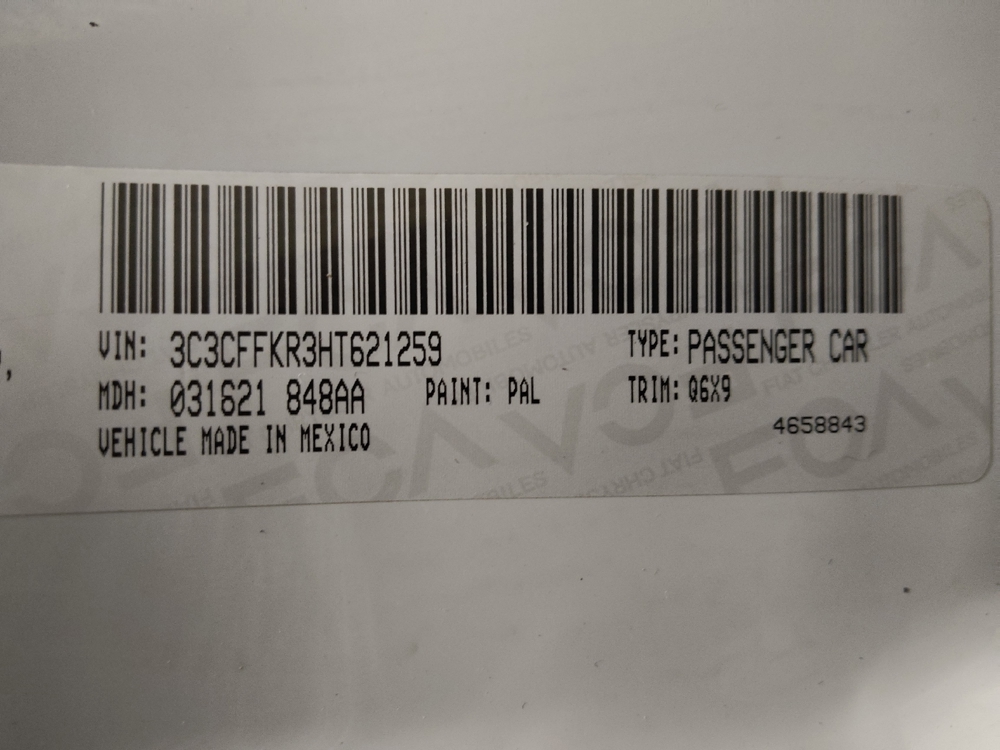 VIN: 3C3CFFKR3HT621259 TYPE: PASSENGER CAR
MDH: 031621 848AA PAINT: PAL TRIM: Q6X9
4658843
VEHICLE MADE IN MEXICO